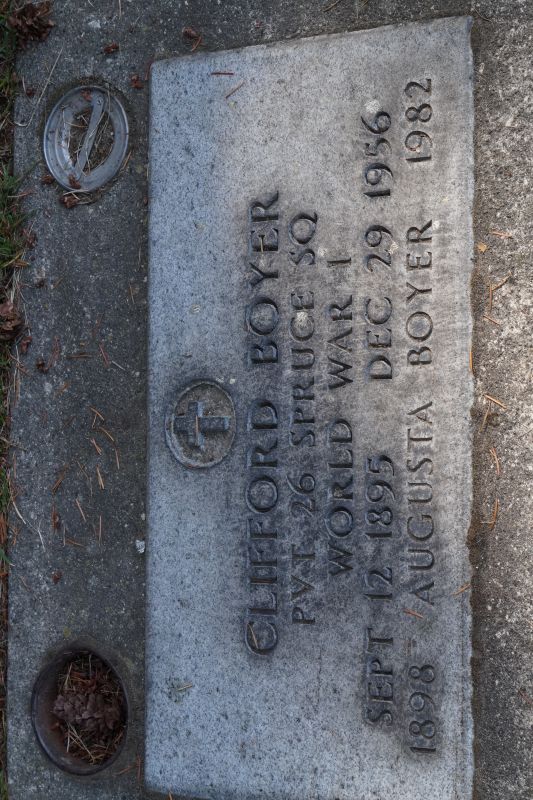 CLIFFORD BOYER
PVT 26 SPRUCE SQ
WORLD WAR I
SEPT 12 1895 DEC 29 1956
1898 AUGUSTA BOYER 1982